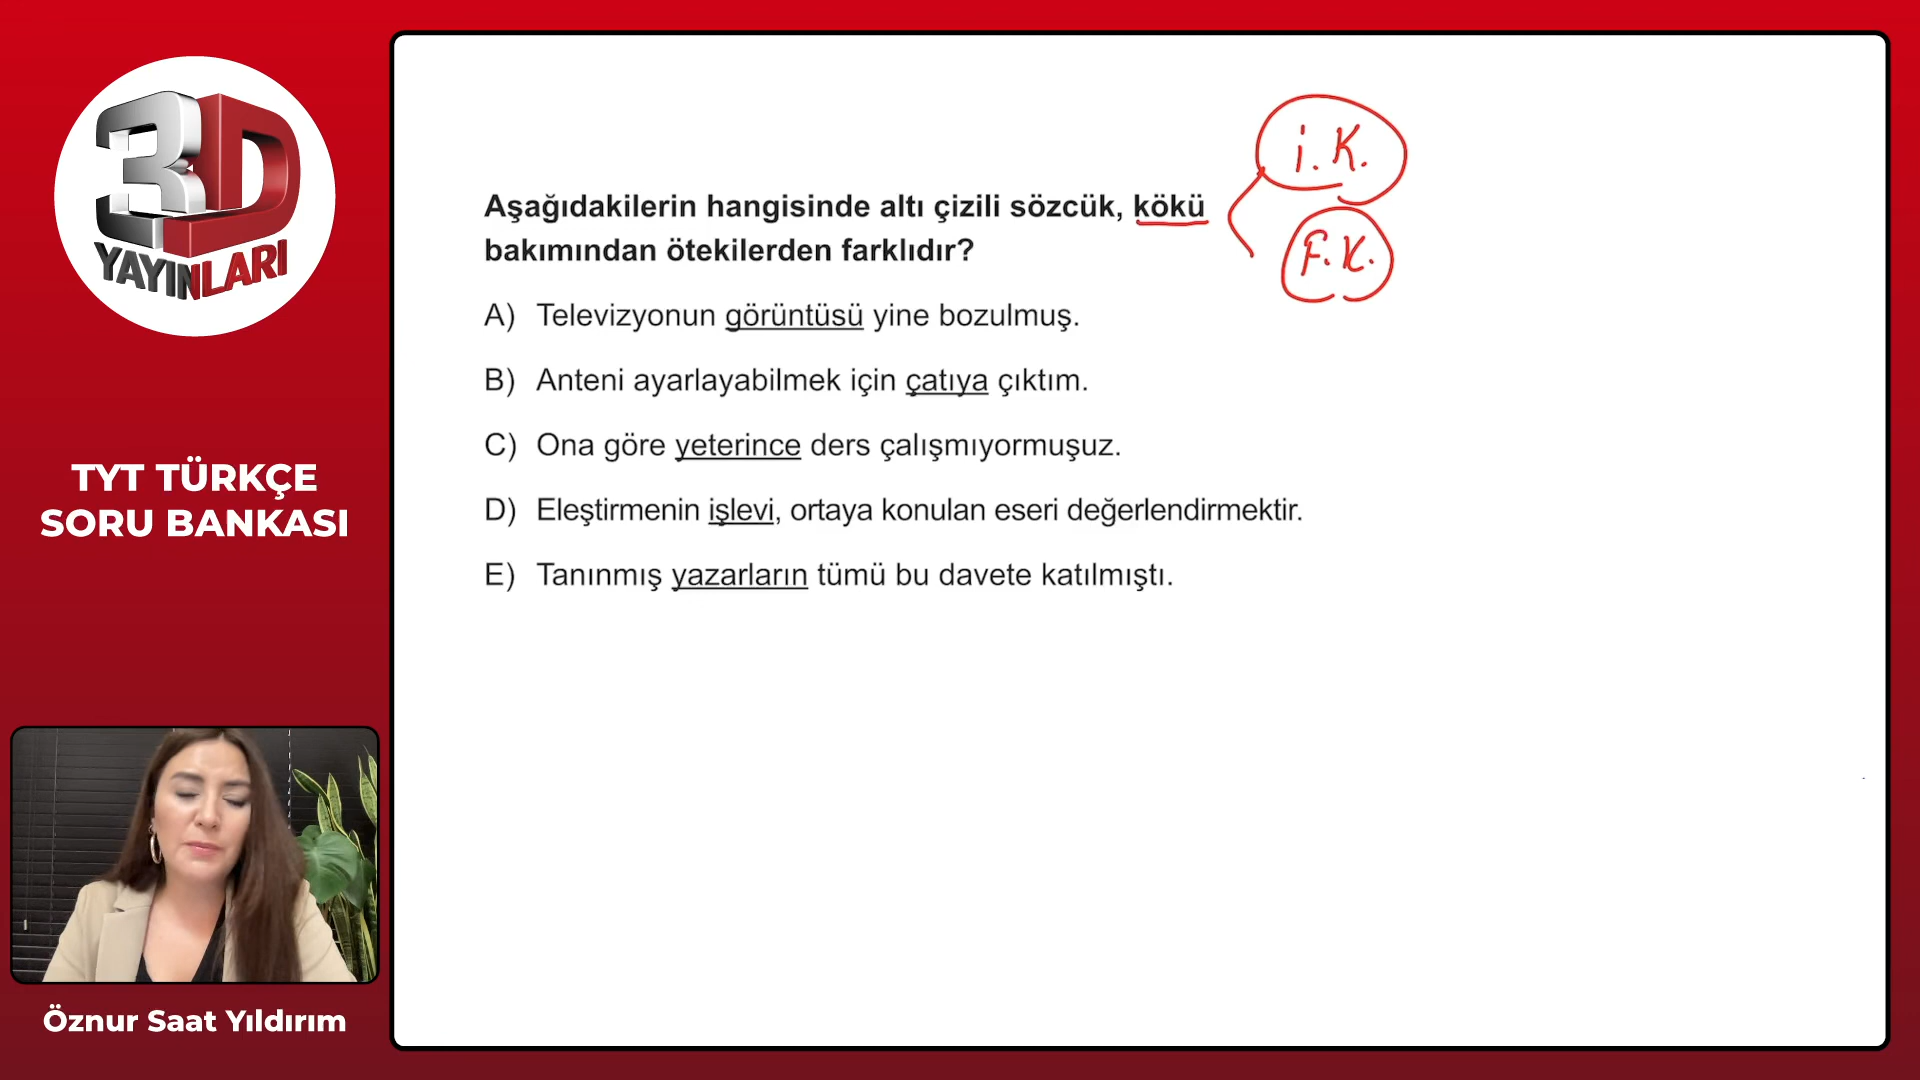 3D
YAYINLARI
TYT TÜRKÇE
SORU BANKASI
Öznur Saat Yıldırım
i.K.
F.K.
Aşağıdakilerin hangisinde altı çizili sözcük, kökü
bakımından ötekilerden farklıdır?
A) Televizyonun görüntüsü yine bozulmuş.
B) Anteni ayarlayabilmek için çatıya çıktım.
C) Ona göre yeterince ders çalışmıyormuşuz.
D) Eleştirmenin işlevi, ortaya konulan eseri değerlendirmektir.
E) Tanınmış yazarların tümü bu davete katılmıştı.